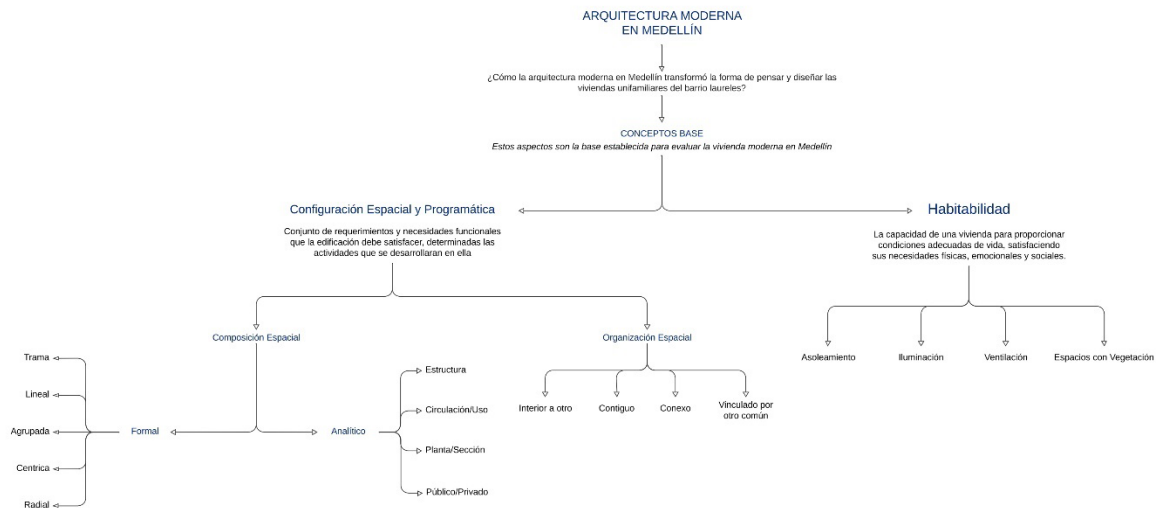 ARQUITECTURA MODERNA
EN MEDELLÍN
¿Cómo la arquitectura moderna en Medellín transformó la forma de pensar y diseñar las
viviendas unifamiliares del barrio laureles?
CONCEPTOS BASE
Estos aspectos son la base establecida para evaluar la vivienda moderna en Medellín
Configuración Espacial y Programática
Conjunto de requerimientos y necesidades funcionales
que la edificación debe satisfacer, determinadas las
actividades que se desarrollaran en ella
Habitabilidad
La capacidad de una vivienda para proporcionar
condiciones adecuadas de vida, satisfaciendo
sus necesidades físicas, emocionales y sociales.
Composición Espacial
Organización Espacial
Trama
Lineal
Agrupada
Centrica
Radial
Formal
Analítico
Estructura
Circulación/Uso
Planta/Sección
Público/Privado
Interior a otro
Contiguo
Conexo
Vinculado por
otro común
Asoleamiento
Iluminación
Ventilación
Espacios con Vegetación